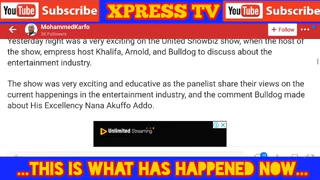 YouTube Subscribe XPRESS TV YouTube Subscribe
MohammedKarfo
3K Followers
+ Follow
Yesterday night was a very exciting on the United Showbiz show, when the host of
the show, empress host Khalifa, Arnold, and Bulldog to discuss about the
entertainment industry.
The show was very exciting and educative as the panelist share their views on the
current happenings in the entertainment industry, and the comment Bulldog made
about His Excellency Nana Akuffo Addo.
Unlimited Streaming
...THIS IS WHAT HAS HAPPENED NOW...